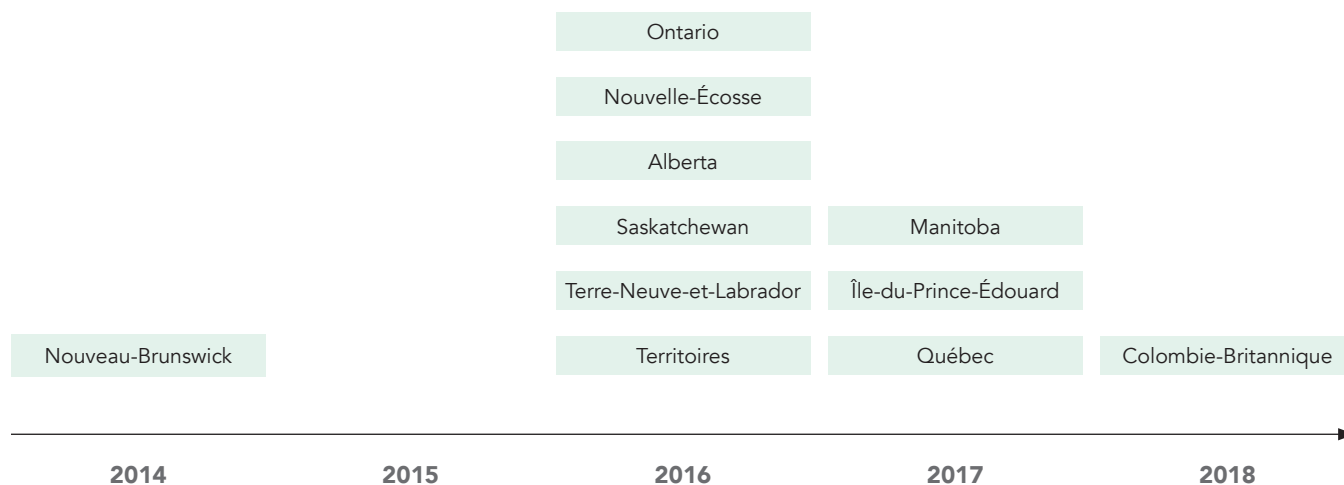 Ontario
Nouvelle-Écosse
Alberta
Saskatchewan
Manitoba
Terre-Neuve-et-Labrador
Île-du-Prince-Édouard
Nouveau-Brunswick
Territoires
Québec
Colombie-Britannique
2014
2015
2016
2017
2018